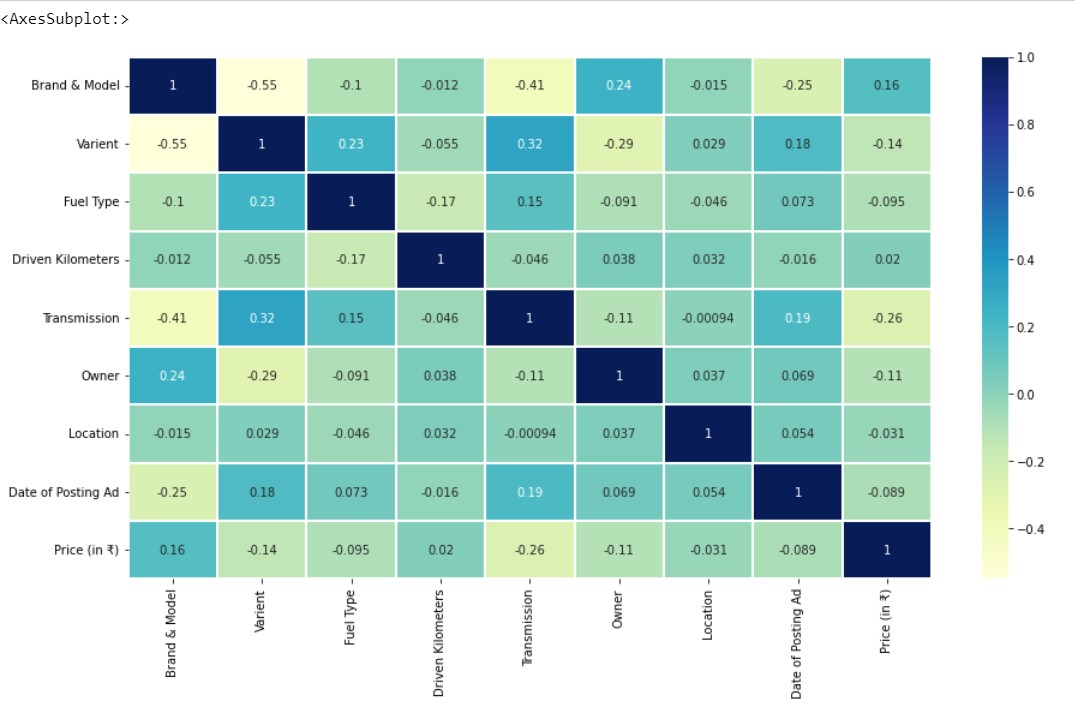 <AxesSubplot:>
Brand & Model 1 -0.55 -0.1 -0.012 -0.41 0.24 -0.015 -0.25 0.16
Varient -0.55 1 0.23 -0.055 0.32 -0.29 0.029 0.18 -0.14
Fuel Type -0.1 0.23 1 -0.17 0.15 -0.091 -0.046 0.073 -0.095
Driven Kilometers -0.012 -0.055 -0.17 1 -0.046 0.038 0.032 -0.016 0.02
Transmission -0.41 0.32 0.15 -0.046 1 -0.11 -0.00094 0.19 -0.26
Owner 0.24 -0.29 -0.091 0.038 -0.11 1 0.037 0.069 -0.11
Location -0.015 0.029 -0.046 0.032 -0.00094 0.037 1 0.054 -0.031
Date of Posting Ad -0.25 0.18 0.073 -0.016 0.19 0.069 0.054 1 -0.089
Price (in ₹) 0.16 -0.14 -0.095 0.02 -0.26 -0.11 -0.031 -0.089 1
Brand & Model
Varient
Fuel Type
Driven Kilometers
Transmission
Owner
Location
Date of Posting Ad
Price (in ₹)
1.0
0.8
0.6
0.4
0.2
0.0
−0.2
−0.4